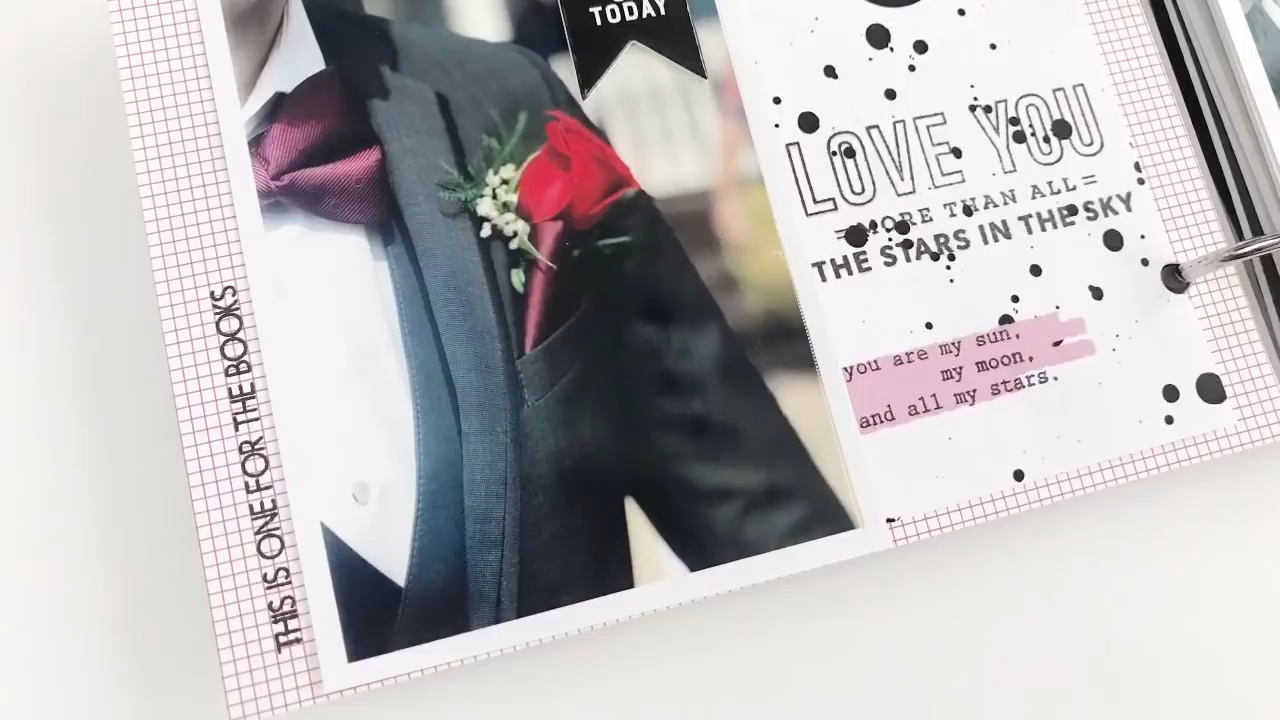 TODAY
LOVE YOU
MORE THAN ALL
THE STARS IN THE SKY
you are my sun,
my moon,
and all my stars.
THIS IS ONE FOR THE BOOKS